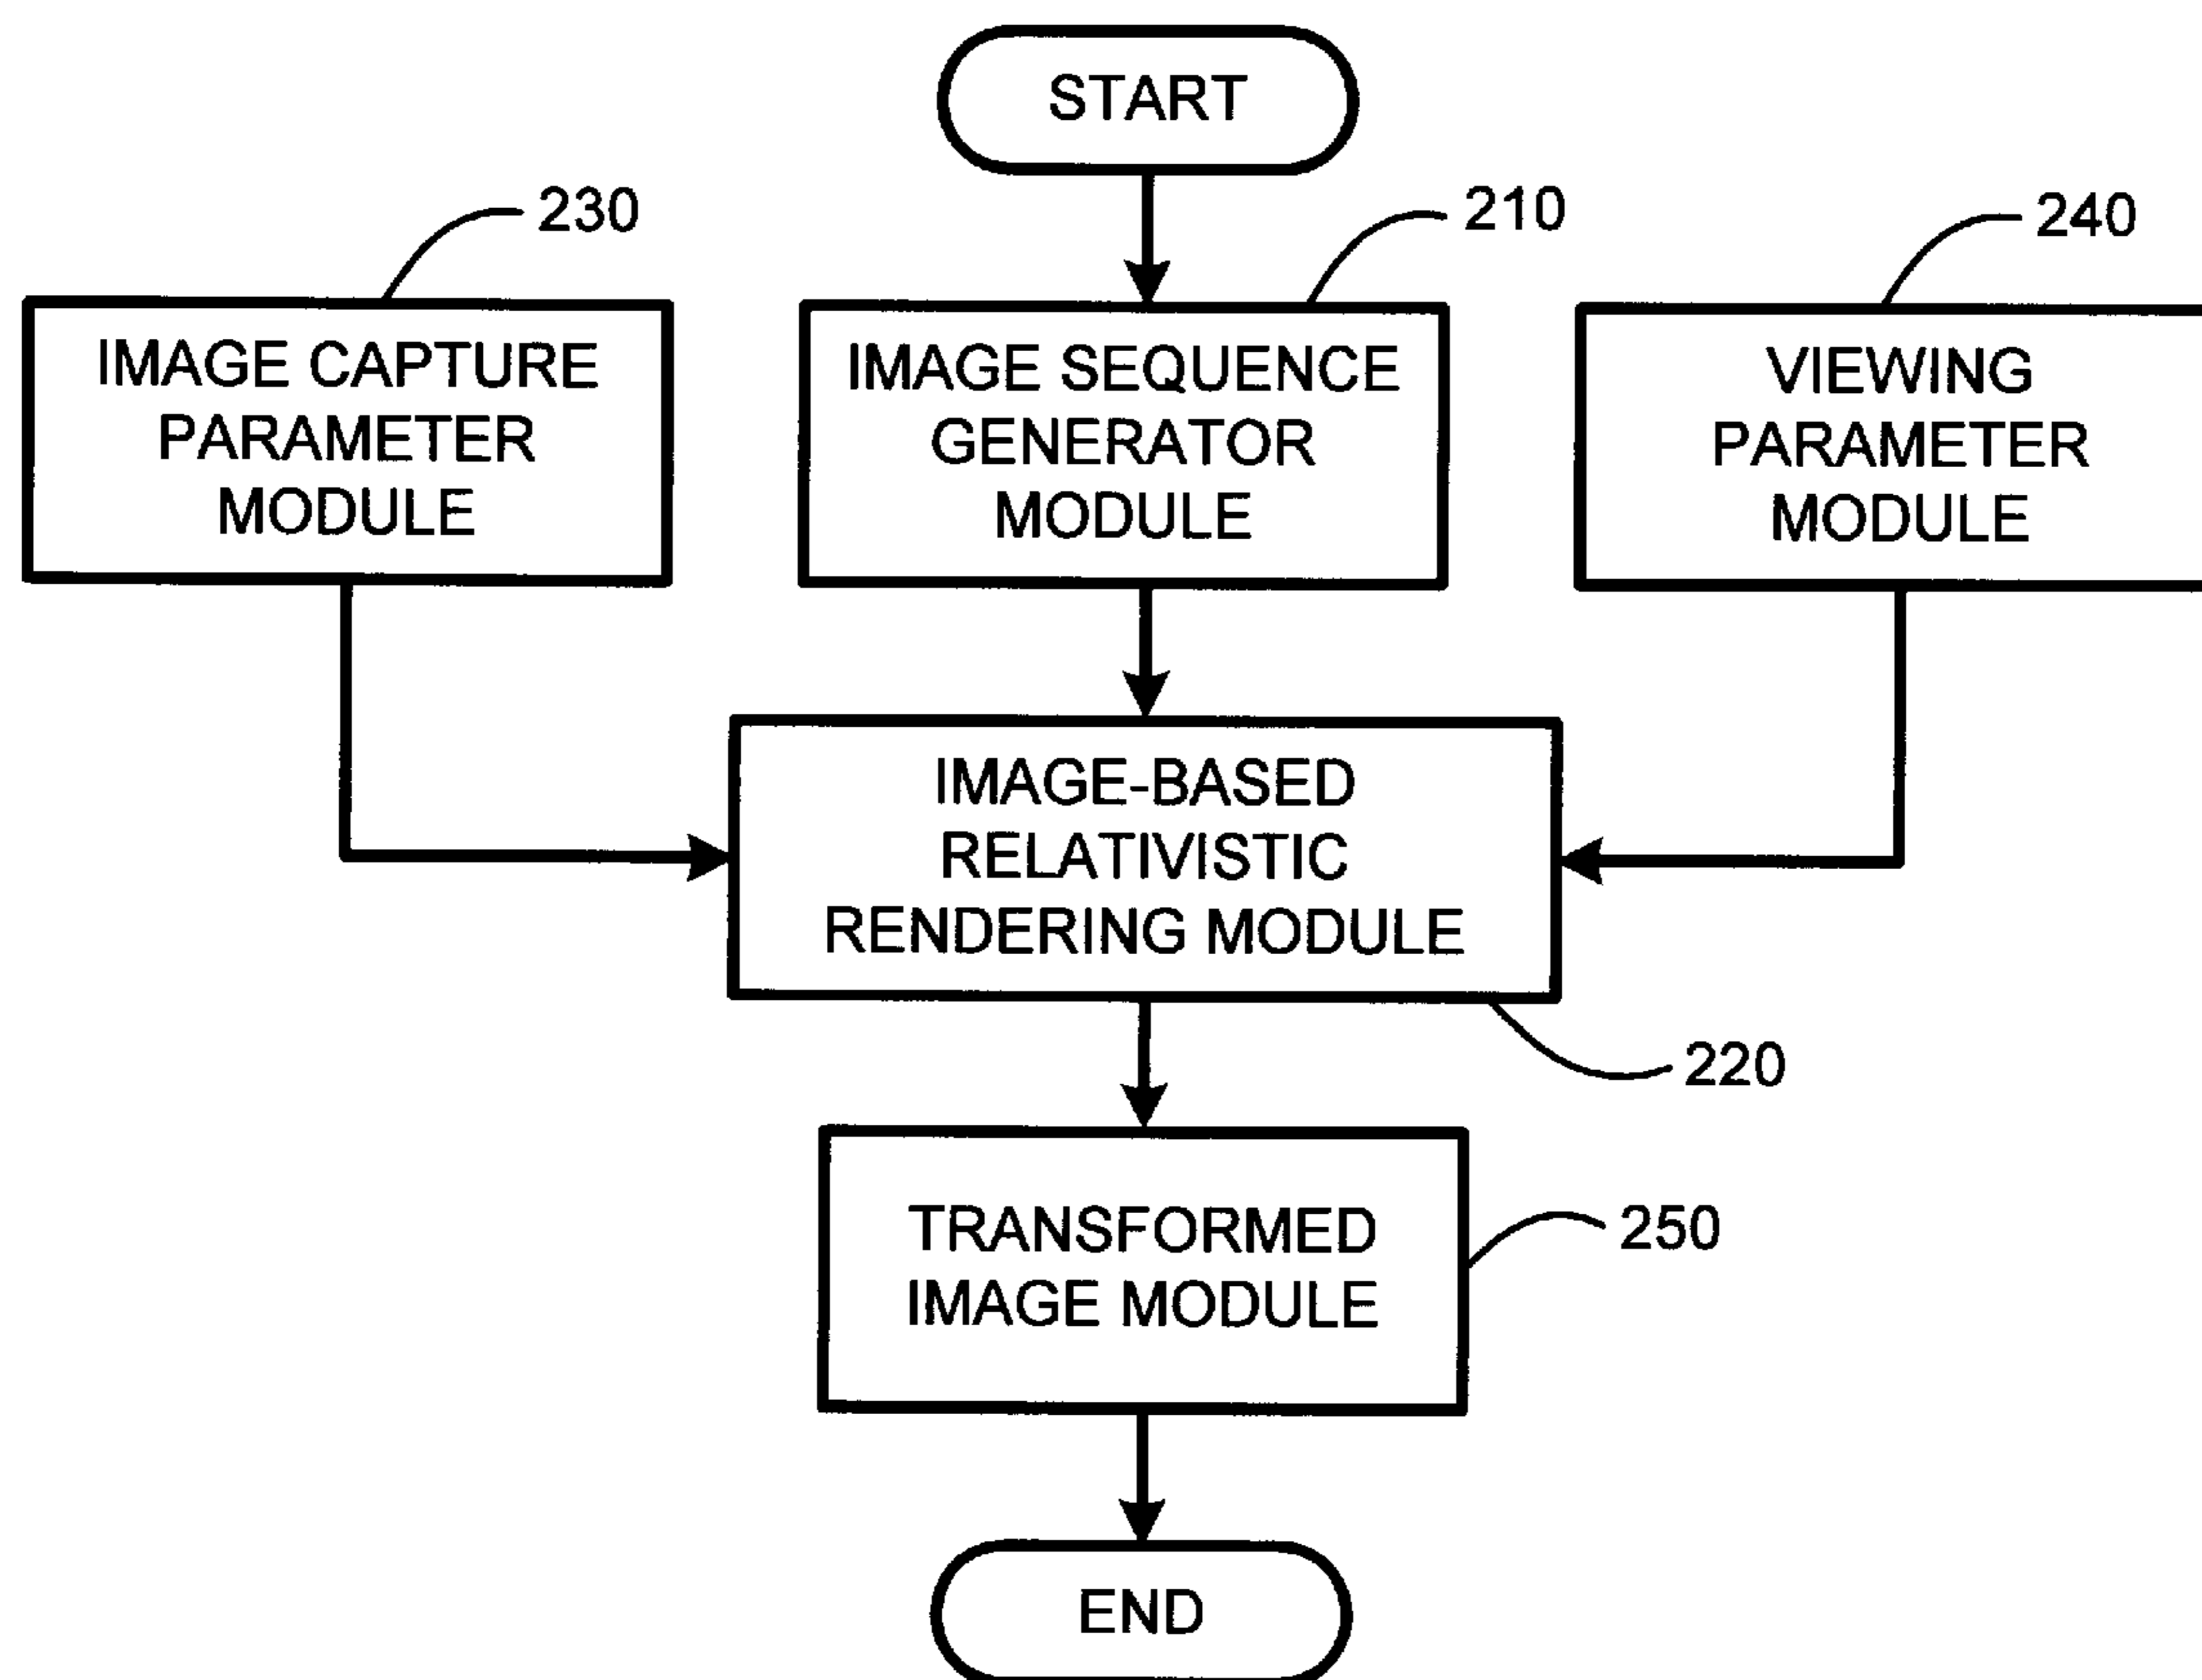 START
230
210
240
IMAGE CAPTURE
PARAMETER
MODULE
IMAGE SEQUENCE
GENERATOR
MODULE
VIEWING
PARAMETER
MODULE
IMAGE-BASED
RELATIVISTIC
RENDERING MODULE
220
TRANSFORMED
IMAGE MODULE
250
END